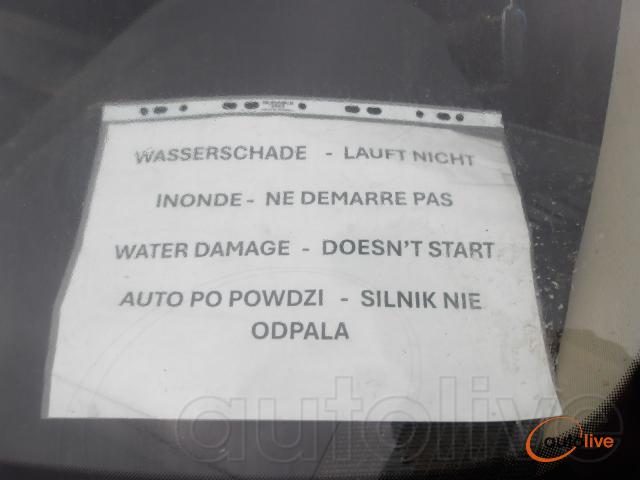 WASSERSCHADE - LAUFT NICHT
INONDE - NE DEMARRE PAS
WATER DAMAGE - DOESN'T START
AUTO PO POWDZI - SILNIK NIE
ODPALA
autolive
autolive